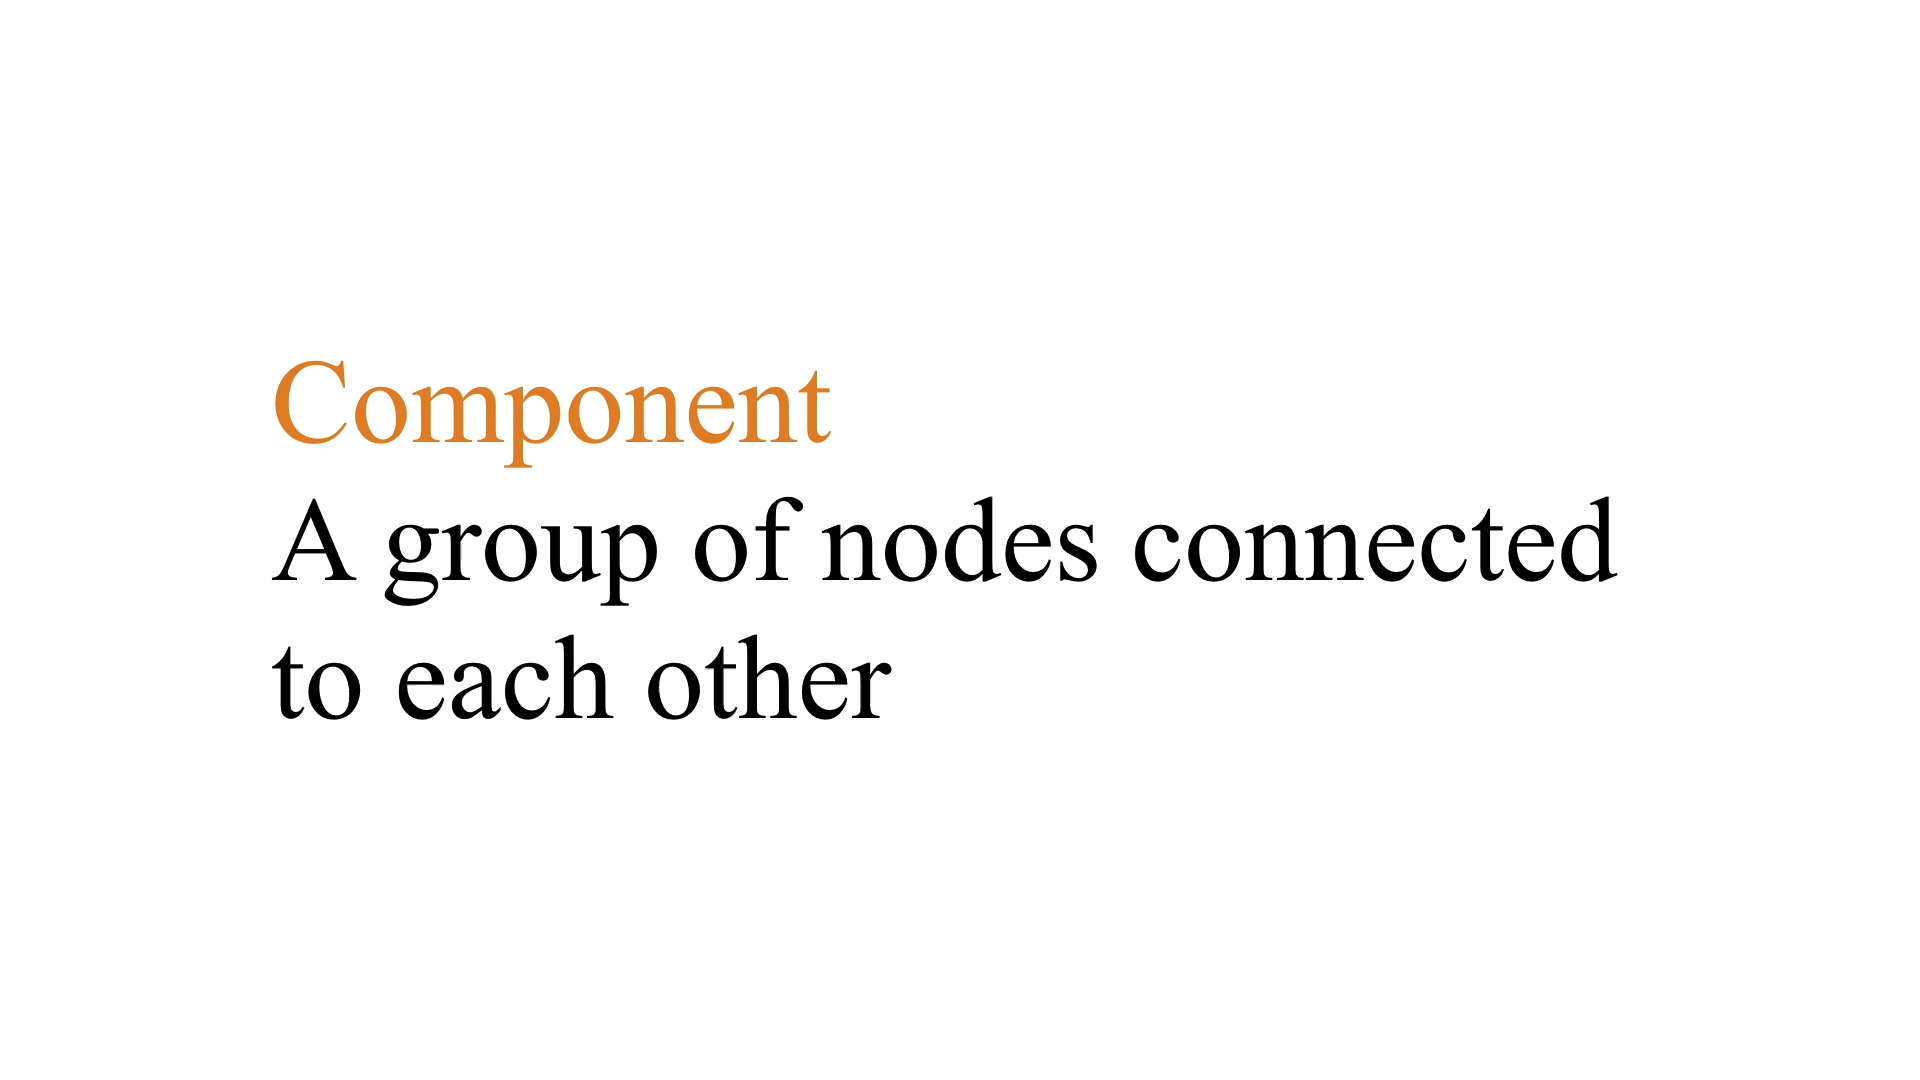 Component
A group of nodes connected
to each other